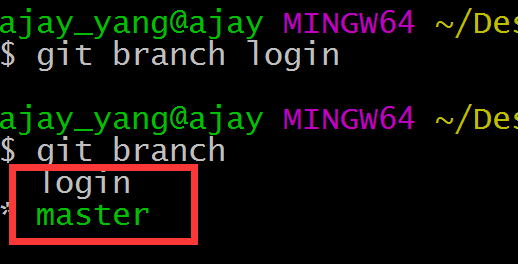 ajay_yang@ajay MINGW64 ~/Des
$ git branch login
ajay_yang@ajay MINGW64 ~/Des
$ git branch
login
* master